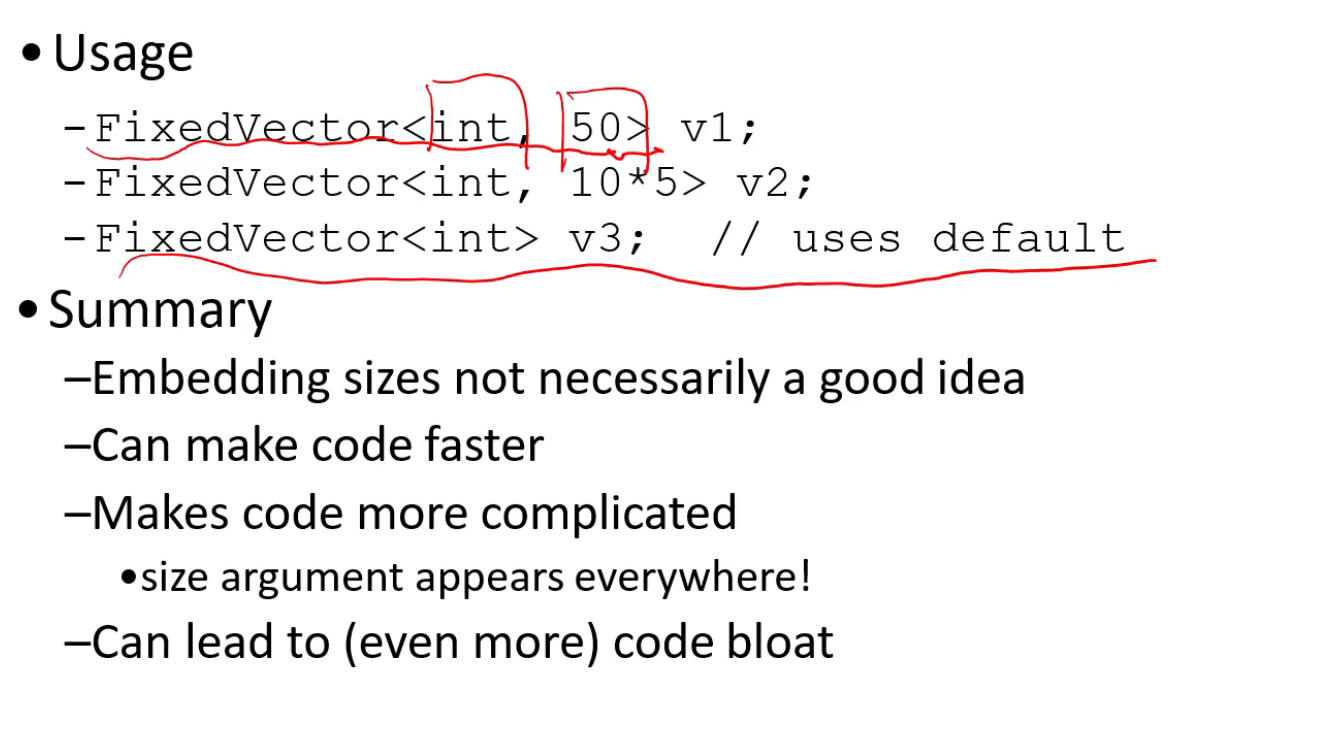 • Usage
– FixedVector<int, 50> v1;
– FixedVector<int, 10*5> v2;
– FixedVector<int> v3;  // uses default
• Summary
–Embedding sizes not necessarily a good idea
–Can make code faster
–Makes code more complicated
•size argument appears everywhere!
–Can lead to (even more) code bloat